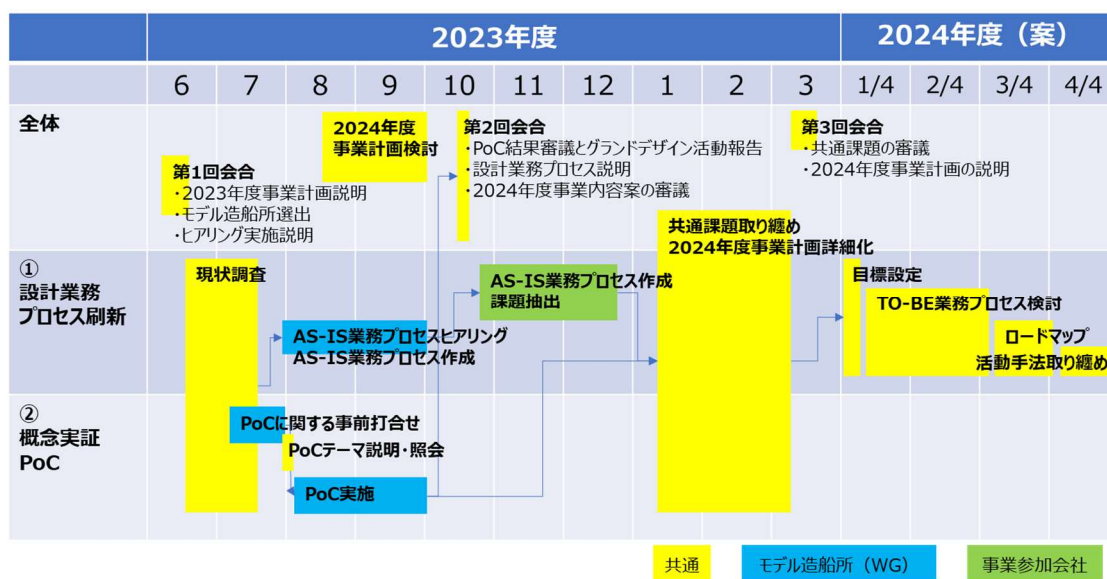 2023年度
2024年度（案）
6
7
8
9
10
11
12
1
2
3
1/4
2/4
3/4
4/4
全体
第1回会合
・2023年度事業計画説明
・モデル造船所選出
・ヒアリング実施説明
2024年度
事業計画検討
第2回会合
・PoC結果審議とグランドデザイン活動報告
・設計業務プロセス説明
・2024年度事業内容案の審議
第3回会合
・共通課題の審議
・2024年度事業計画の説明
共通課題取り纏め
2024年度事業計画詳細化
①
設計業務
プロセス刷新
現状調査
AS-IS業務プロセスヒアリング
AS-IS業務プロセス作成
AS-IS業務プロセス作成
課題抽出
目標設定
TO-BE業務プロセス検討
ロードマップ
活動手法取り纏め
②
概念実証
PoC
PoCに関する事前打合せ
PoCテーマ説明・照会
PoC実施
共通
モデル造船所（WG）
事業参加会社